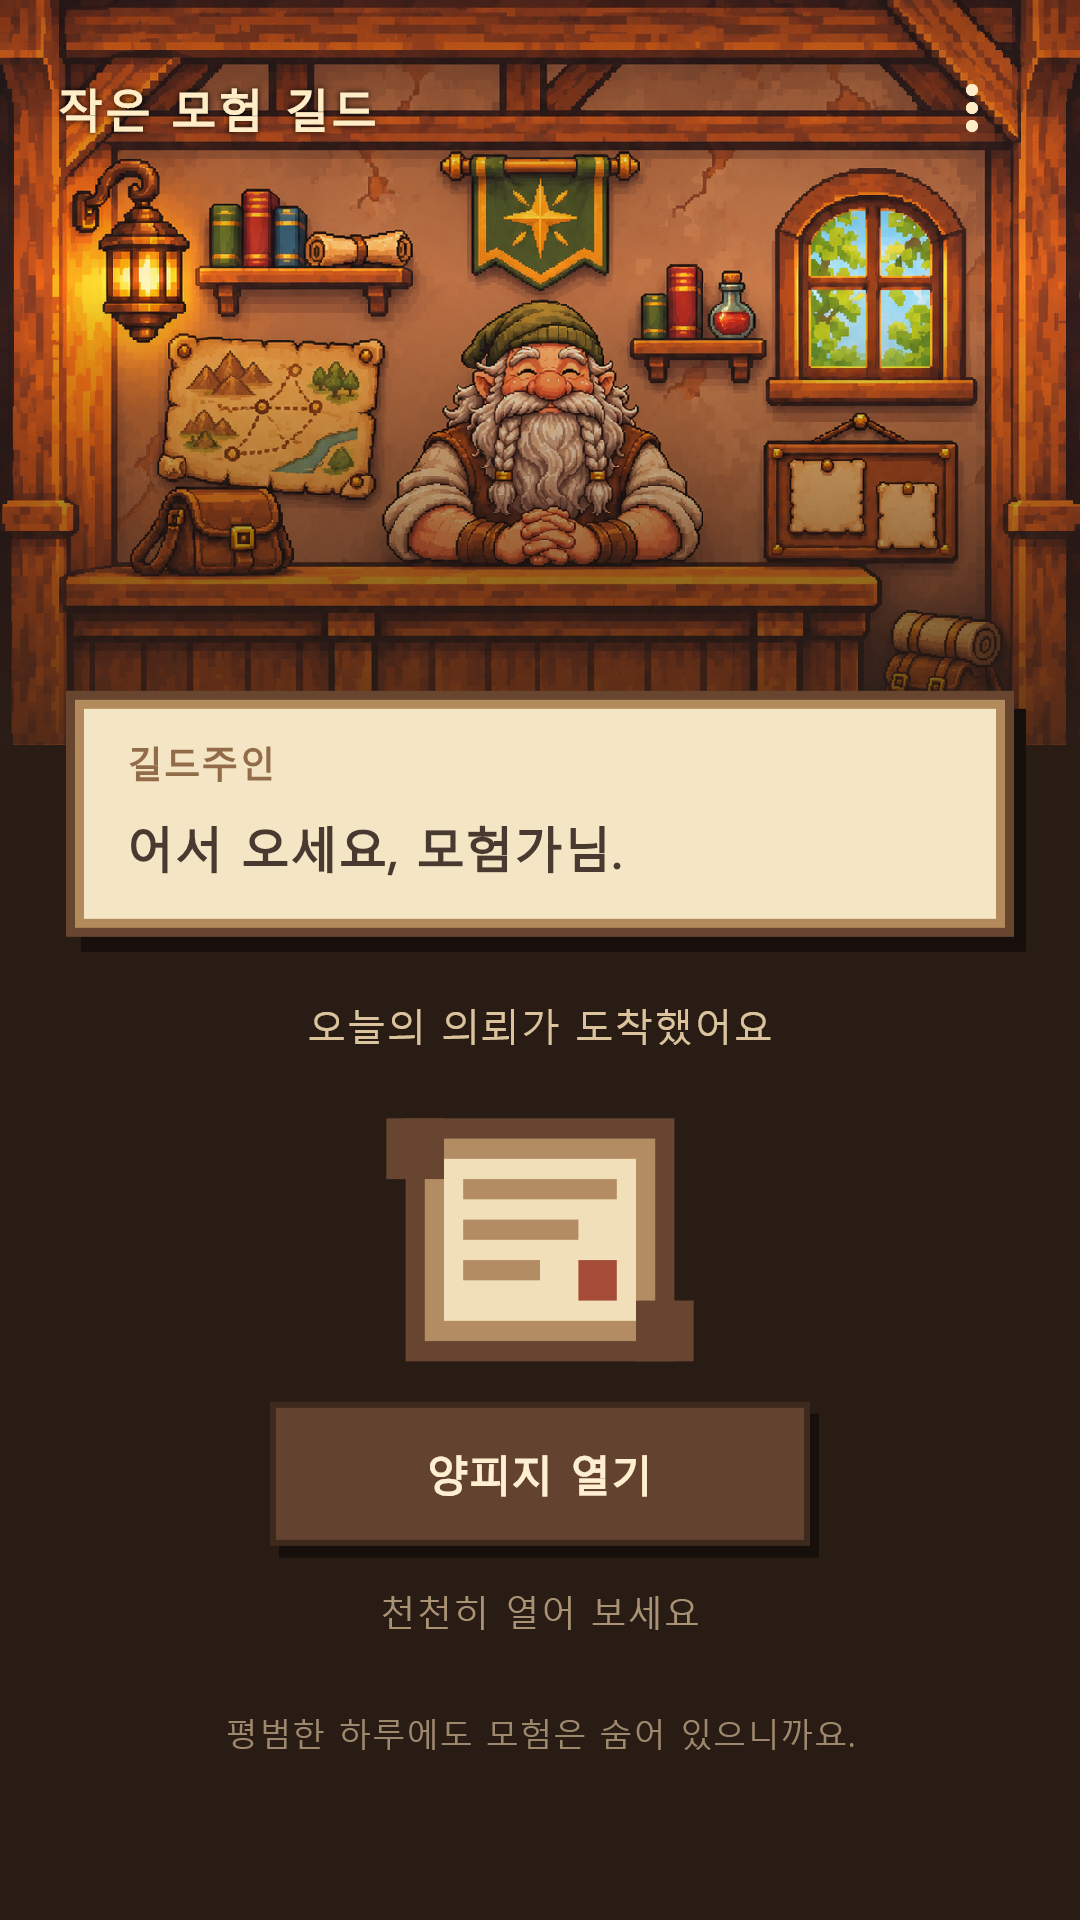 작은 모험 길드
길드주인
어서 오세요, 모험가님.
오늘의 의뢰가 도착했어요
양피지 열기
천천히 열어 보세요
평범한 하루에도 모험은 숨어 있으니까요.